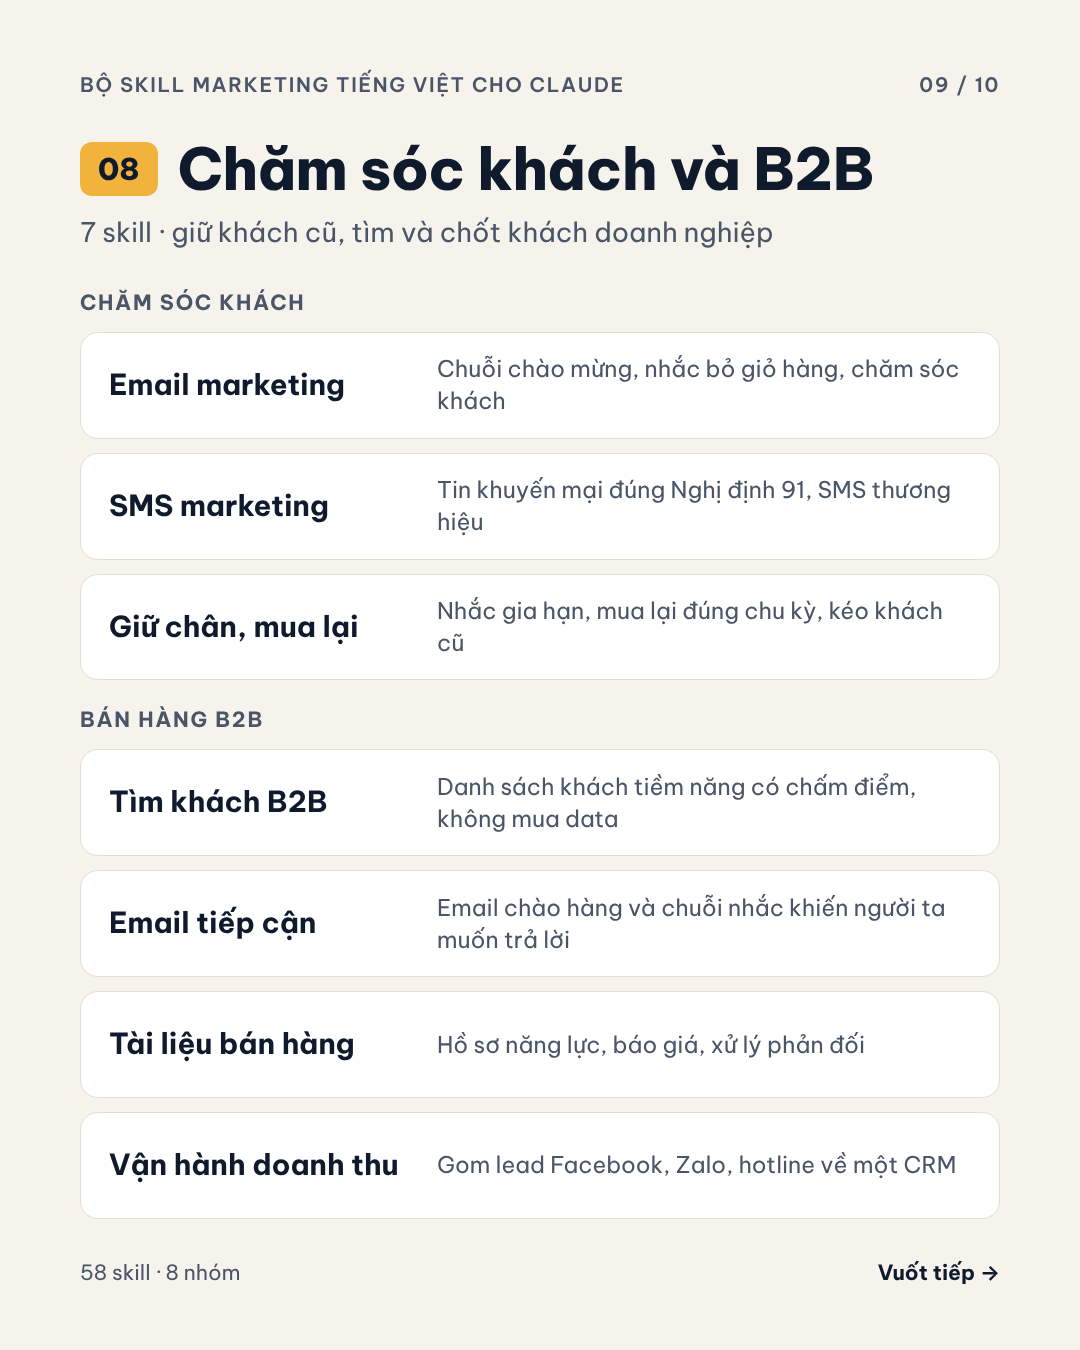 BỘ SKILL MARKETING TIẾNG VIỆT CHO CLAUDE
09 / 10
08 Chăm sóc khách và B2B
7 skill · giữ khách cũ, tìm và chốt khách doanh nghiệp
CHĂM SÓC KHÁCH
Email marketing
Chuỗi chào mừng, nhắc bỏ giỏ hàng, chăm sóc
khách
SMS marketing
Tin khuyến mại đúng Nghị định 91, SMS thương
hiệu
Giữ chân, mua lại
Nhắc gia hạn, mua lại đúng chu kỳ, kéo khách
cũ
BÁN HÀNG B2B
Tìm khách B2B
Danh sách khách tiềm năng có chấm điểm,
không mua data
Email tiếp cận
Email chào hàng và chuỗi nhắc khiến người ta
muốn trả lời
Tài liệu bán hàng
Hồ sơ năng lực, báo giá, xử lý phản đối
Vận hành doanh thu
Gom lead Facebook, Zalo, hotline về một CRM
58 skill · 8 nhóm
Vuốt tiếp →